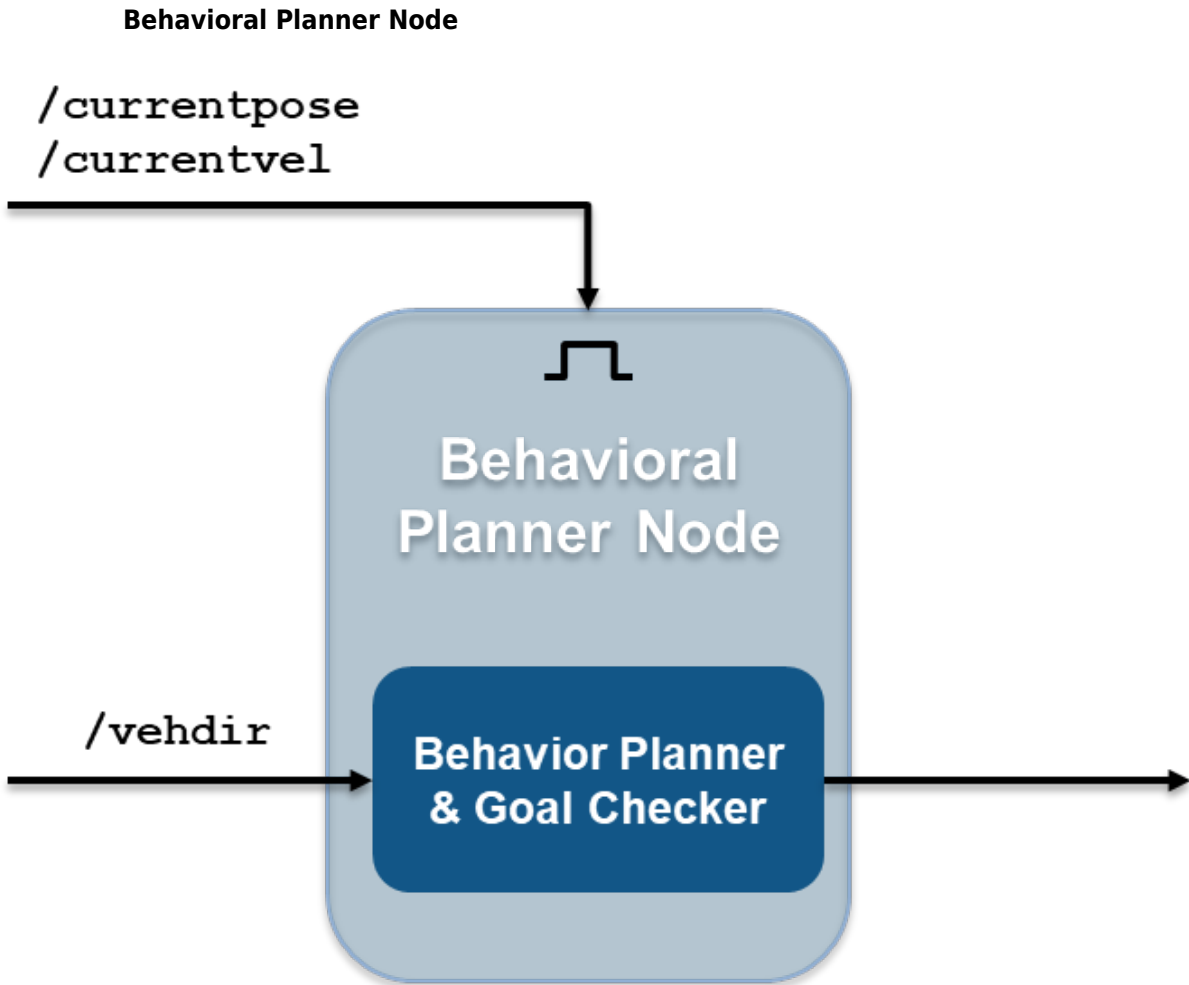 Behavioral Planner Node
/currentpose
/currentvel
Behavioral
Planner Node
/vehdir
Behavior Planner
& Goal Checker